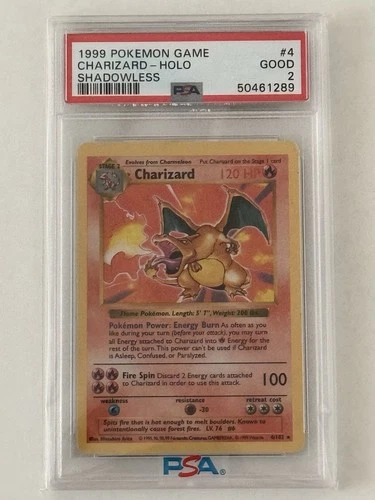 1999 POKEMON GAME #4
CHARIZARD - HOLO GOOD
SHADOWLESS 2
PSA 50461289
STAGE 2 Evolves from Charmeleon Put Charizard on the Stage 1 card
Charizard 120 HP
Flame Pokémon. Length: 5' 7", Weight: 200 lbs.
Pokémon Power: Energy Burn As often as you
like during your turn (before your attack), you may turn
all Energy attached to Charizard into Energy for the
rest of the turn. This power can't be used if Charizard
is Asleep, Confused, or Paralyzed.
Fire Spin Discard 2 Energy cards attached
to Charizard in order to use this attack. 100
weakness resistance retreat cost
-30
Spits fire that is hot enough to melt boulders. Known to
unintentionally cause forest fires. LV. 76
4/102
PSA